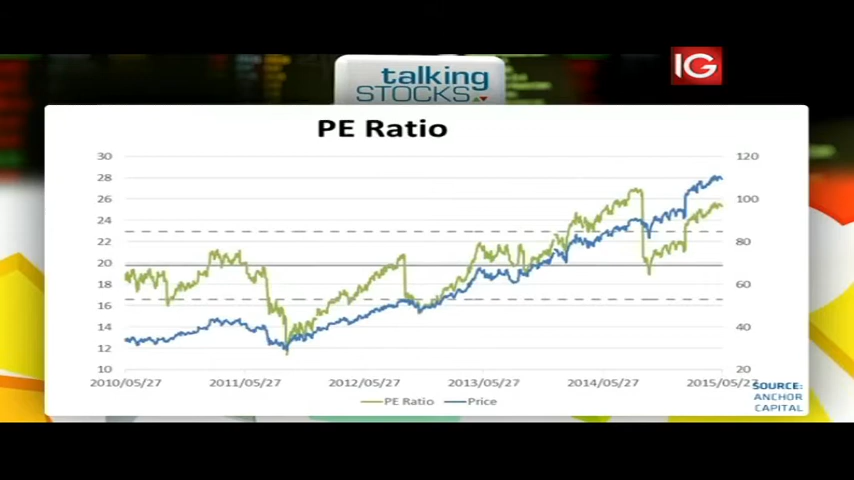 IG
talking
STOCKS
PE Ratio
30 120
28
26 100
24
22 80
20
18 60
16
14 40
12
10 20
2010/05/27 2011/05/27 2012/05/27 2013/05/27 2014/05/27 2015/05/27
PE Ratio Price
SOURCE:
ANCHOR
CAPITAL